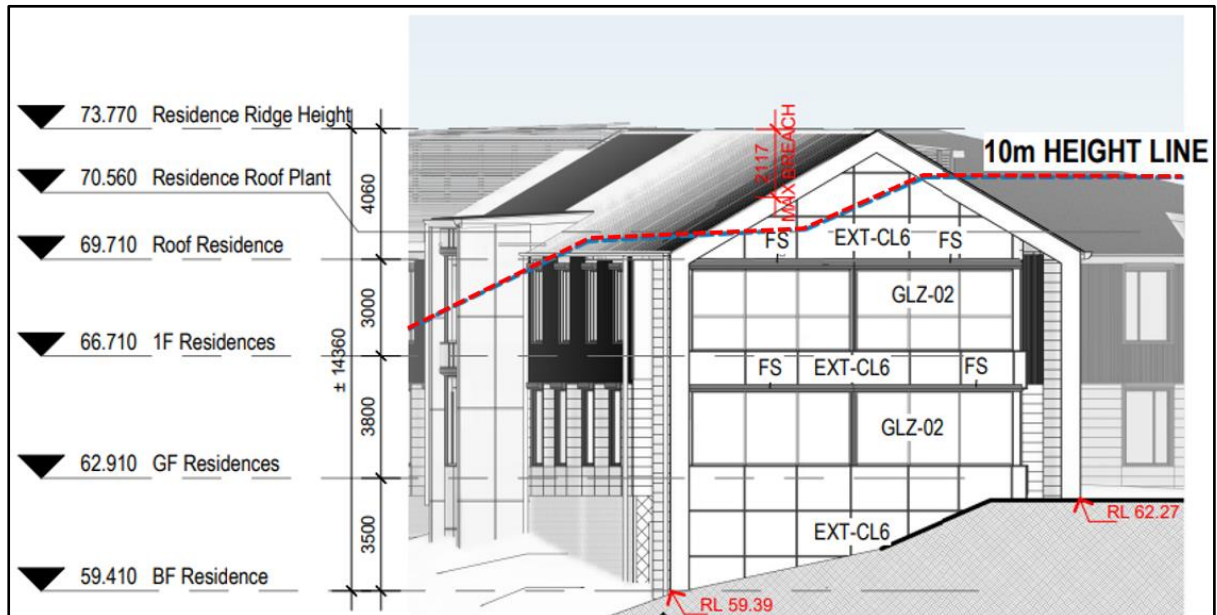 73.770 Residence Ridge Height
70.560 Residence Roof Plant
69.710 Roof Residence
66.710 1F Residences
62.910 GF Residences
59.410 BF Residence
± 14360
4060
3000
3800
3500
2117
MAX BREACH
10m HEIGHT LINE
FS EXT-CL6 FS
GLZ-02
FS EXT-CL6 FS
GLZ-02
EXT-CL6
RL 62.27
RL 59.39